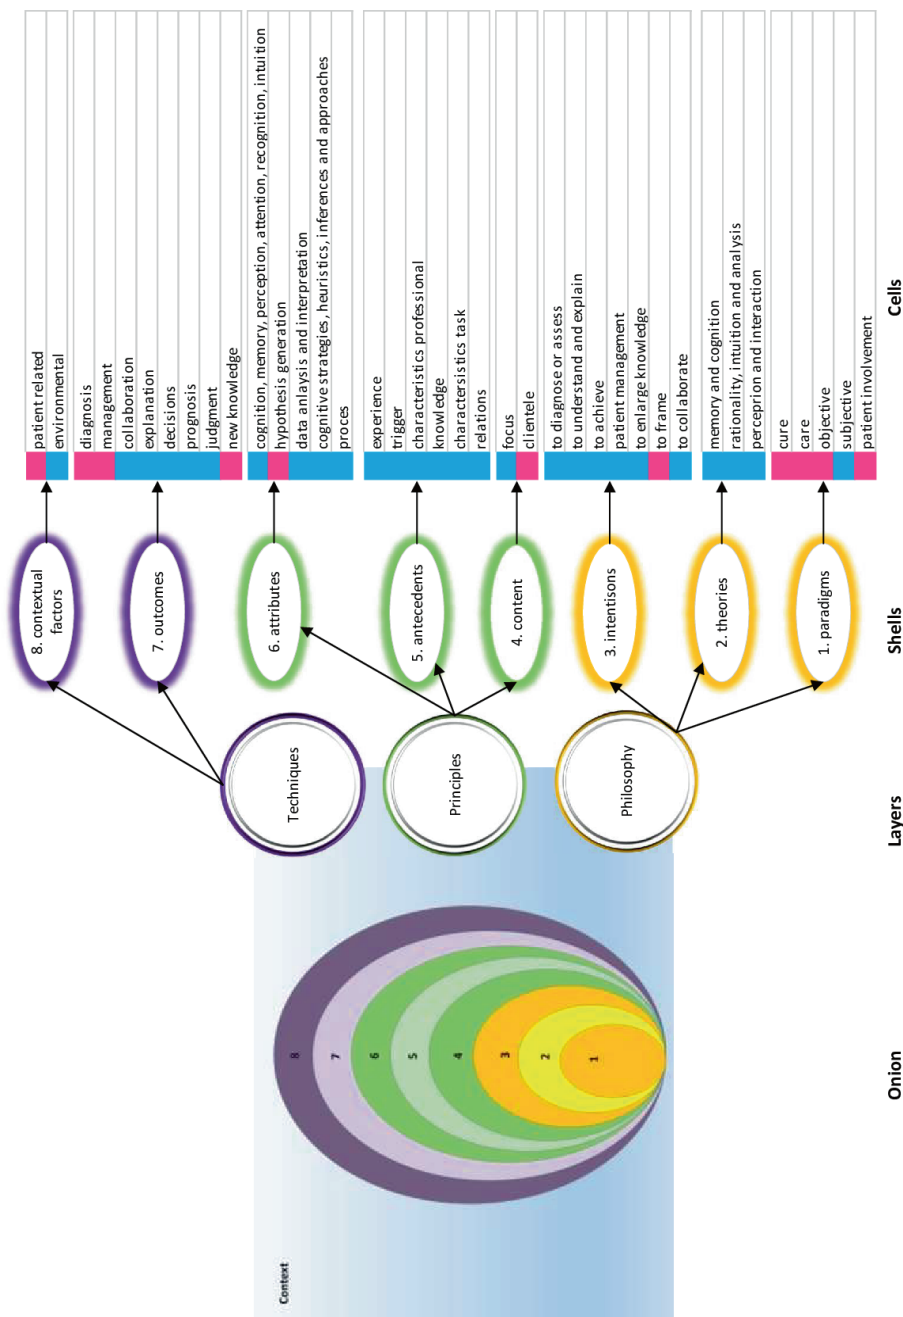 Context
8
7
6
5
4
3
2
1
Onion
Techniques
Principles
Philosophy
Layers
8. contextual
factors
7. outcomes
6. attributes
5. antecedents
4. content
3. intentisons
2. theories
1. paradigms
Shells
patient related
environmental
diagnosis
management
collaboration
explanation
decisions
prognosis
judgment
new knowledge
cognition, memory, perception, attention, recognition, intuition
hypothesis generation
data anlaysis and interpretation
cognitive strategies, heuristics, inferences and approaches
proces
experience
trigger
characteristics professional
knowledge
charactersistics task
relations
focus
clientele
to diagnose or assess
to understand and explain
to achieve
patient management
to enlarge knowledge
to frame
to collaborate
memory and cognition
rationality, intuition and analysis
perceprion and interaction
cure
care
objective
subjective
patient involvement
Cells